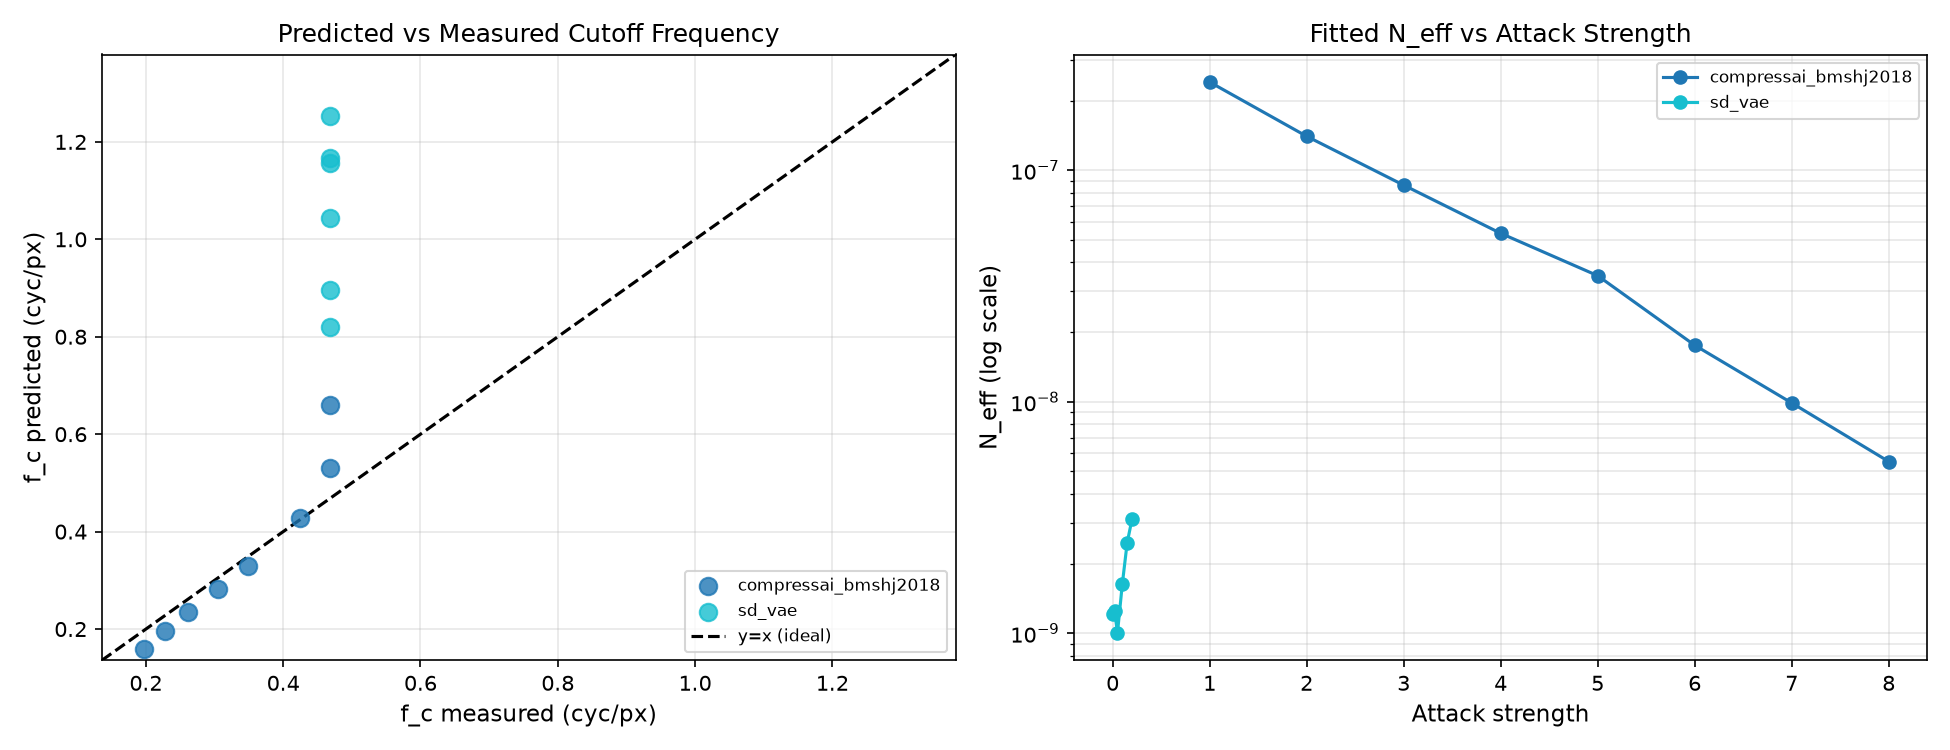 Predicted vs Measured Cutoff Frequency
f_c predicted (cyc/px)
1.2
1.0
0.8
0.6
0.4
0.2
compressai_bmshj2018
sd_vae
y=x (ideal)
0.2 0.4 0.6 0.8 1.0 1.2
f_c measured (cyc/px)
Fitted N_eff vs Attack Strength
N_eff (log scale)
10⁻⁷
10⁻⁸
10⁻⁹
compressai_bmshj2018
sd_vae
0 1 2 3 4 5 6 7 8
Attack strength